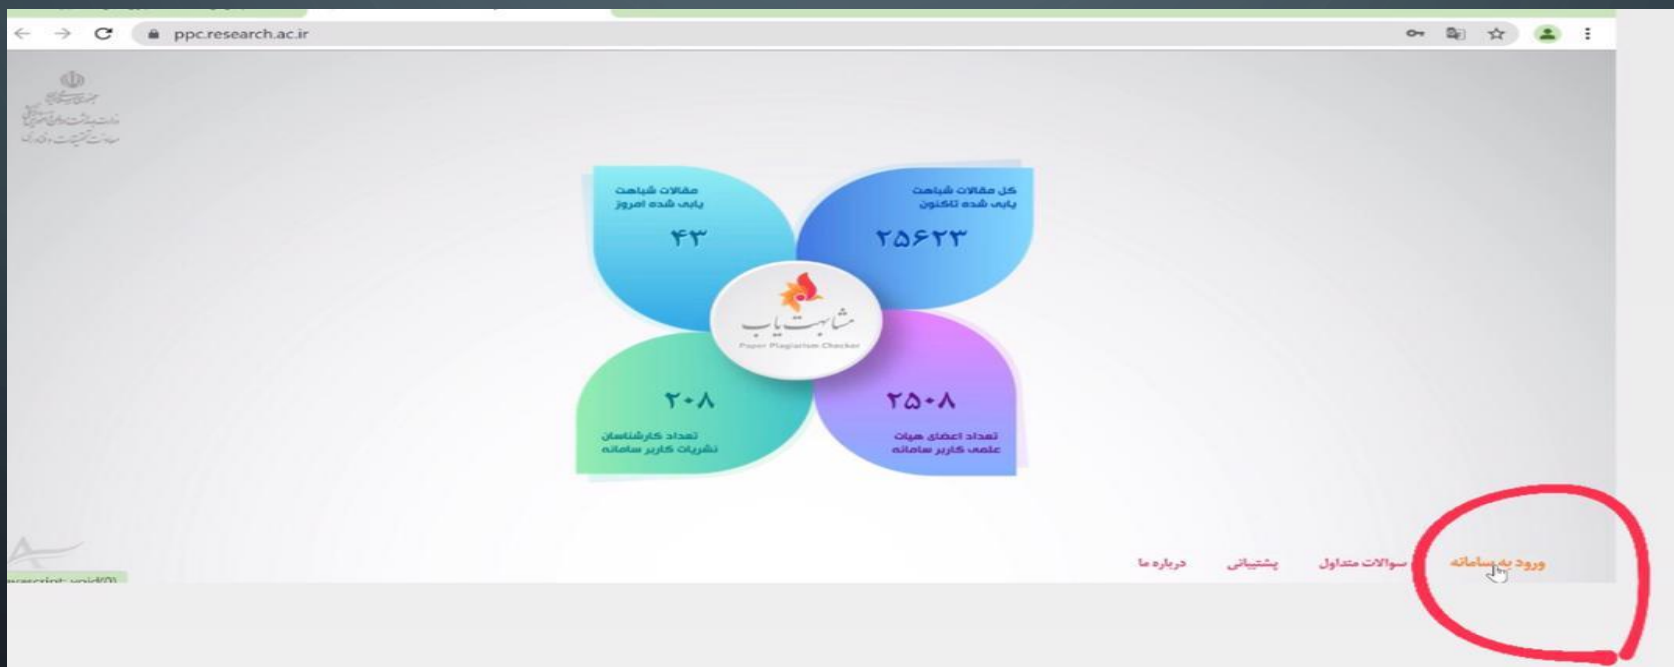 ppc.research.ac.ir
مقالات شباهت
یابی شده امروز
۴۳
کل مقالات شباهت
یابی شده تاکنون
۲۵۶۲۳
مشابهت یاب
Paper Plagiarism Checker
۲۰۸
تعداد کارشناسان
نشریات کاربر سامانه
۲۵۰۸
تعداد اعضای هیات
علمی کاربر سامانه
ورود به سامانه
سوالات متداول
پشتیبانی
درباره ما